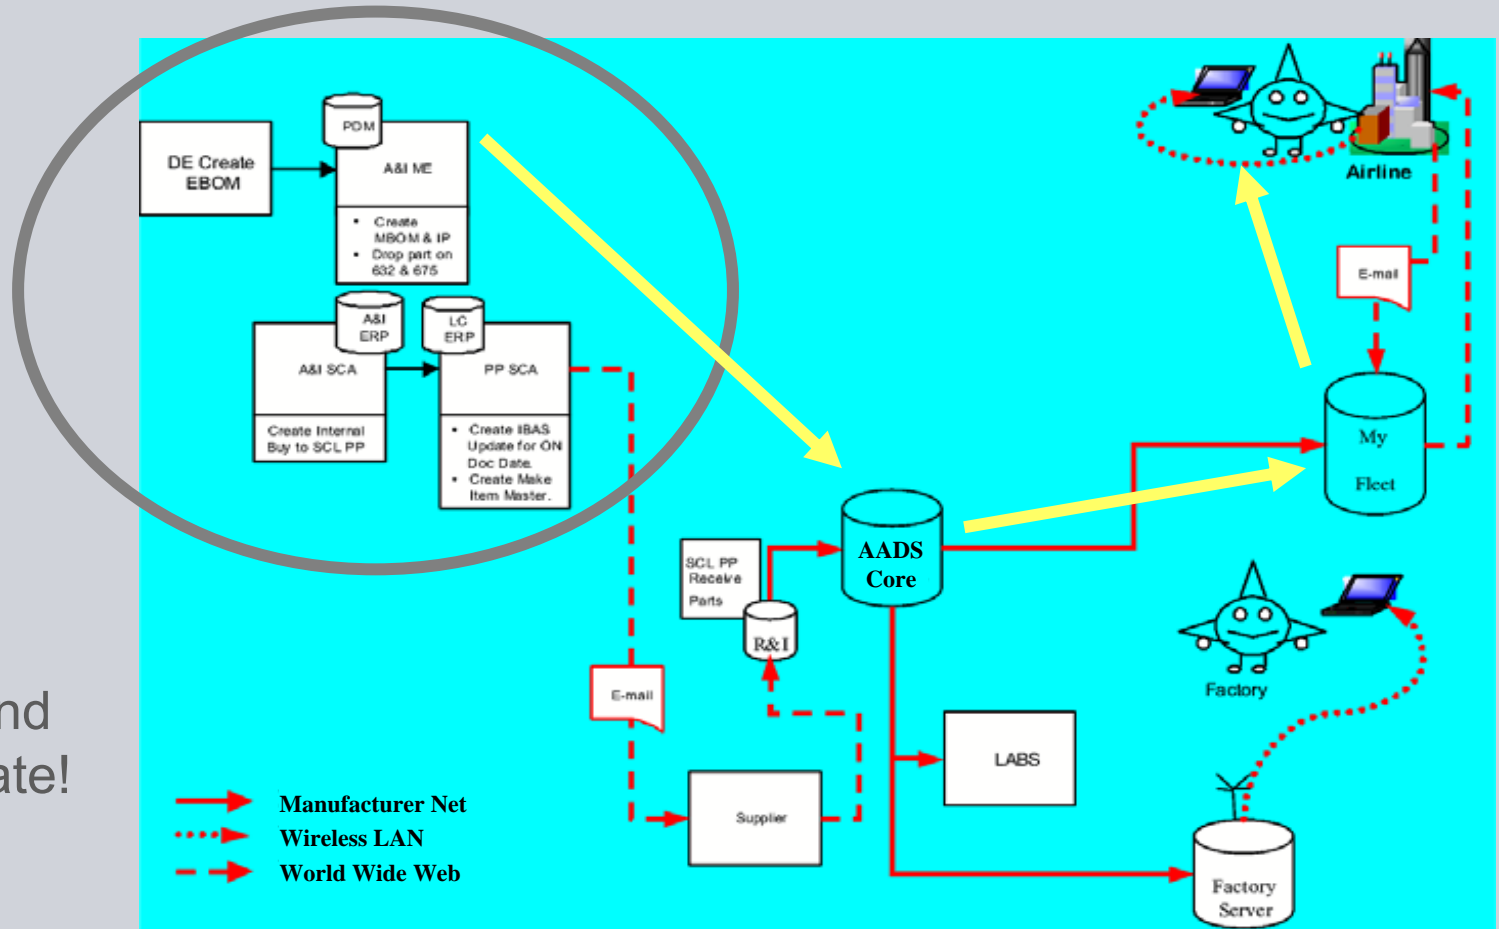 PDM
DE Create
EBOM
A&I ME
• Create
MBOM & IP
• Drop part on
632 & 675
A&I
ERP
LC
ERP
A&I SCA
PP SCA
Create Internal
Buy to SCL PP
• Create IBAS
Update for ON
Doc Date.
• Create Make
Item Master.
Airline
E-mail
My
Fleet
AADS
Core
SCL PP
Receive
Parts
R&I
E-mail
Factory
LABS
Supplier
Factory
Server
nd
ate!
Manufacturer Net
Wireless LAN
World Wide Web